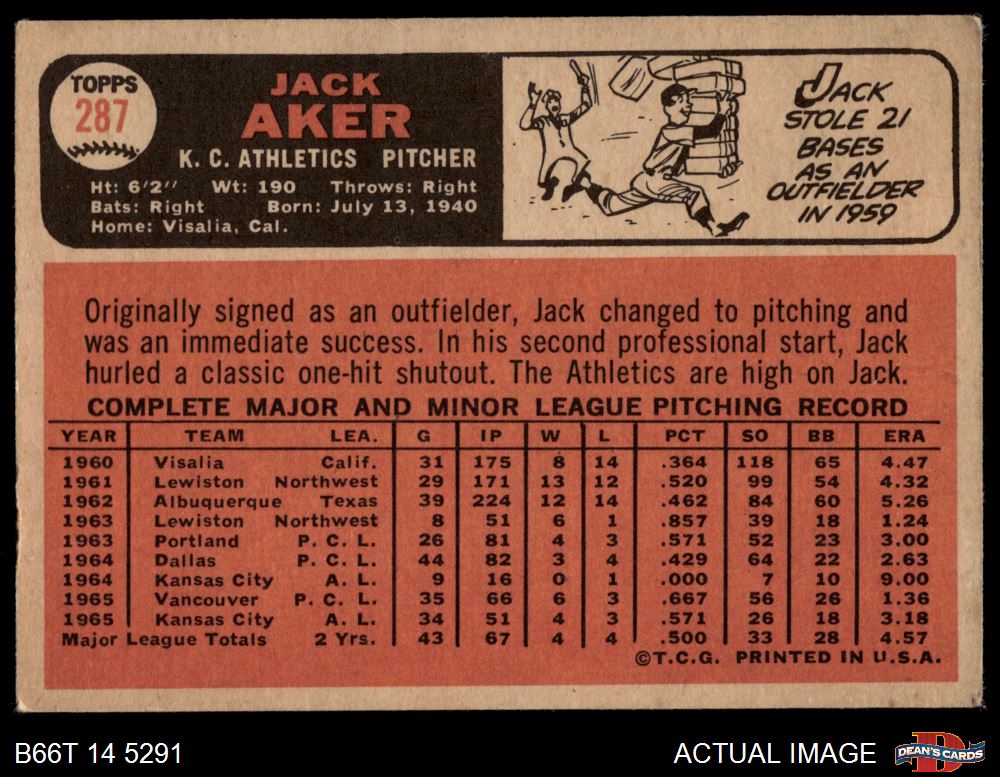 TOPPS
287
JACK
AKER
K. C. ATHLETICS PITCHER
Ht: 6'2" Wt: 190 Throws: Right
Bats: Right Born: July 13, 1940
Home: Visalia, Cal.
JACK
STOLE 21
BASES
AS AN
OUTFIELDER
IN 1959
Originally signed as an outfielder, Jack changed to pitching and
was an immediate success. In his second professional start, Jack
hurled a classic one-hit shutout. The Athletics are high on Jack.
COMPLETE MAJOR AND MINOR LEAGUE PITCHING RECORD
YEAR TEAM LEA. G IP W L PCT SO BB ERA
1960 Visalia Calif. 31 175 8 14 .364 118 65 4.47
1961 Lewiston Northwest 29 171 13 12 .520 99 54 4.32
1962 Albuquerque Texas 39 224 12 14 .462 84 60 5.26
1963 Lewiston Northwest 8 51 6 1 .857 39 18 1.24
1963 Portland P. C. L. 26 81 4 3 .571 52 23 3.00
1964 Dallas P. C. L. 44 82 3 4 .429 64 22 2.63
1964 Kansas City A. L. 9 16 0 1 .000 7 10 9.00
1965 Vancouver P. C. L. 35 66 6 3 .667 56 26 1.36
1965 Kansas City A. L. 34 51 4 3 .571 26 18 3.18
Major League Totals 2 Yrs. 43 67 4 4 .500 33 28 4.57
©T.C.G. PRINTED IN U.S.A.
B66T 14 5291
ACTUAL IMAGE
DEAN'S CARDS